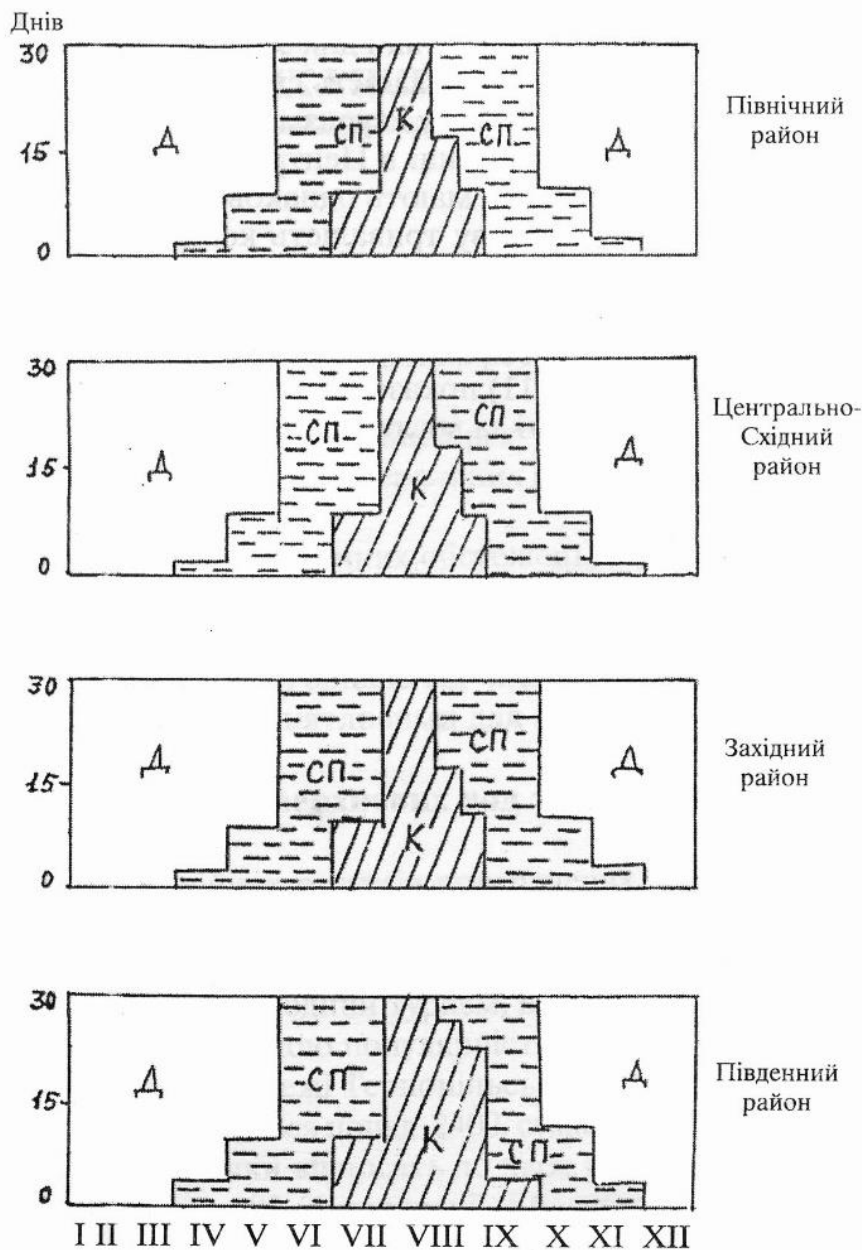 Днів
30
15
0
Д
СП
К
СП
Д
Північний
район
30
15
0
Д
СП
К
СП
Д
Центрально-
Східний
район
30
15
0
Д
СП
К
СП
Д
Західний
район
30
15
0
Д
СП
К
СП
Д
Південний
район
I II III IV V VI VII VIII IX X XI XII